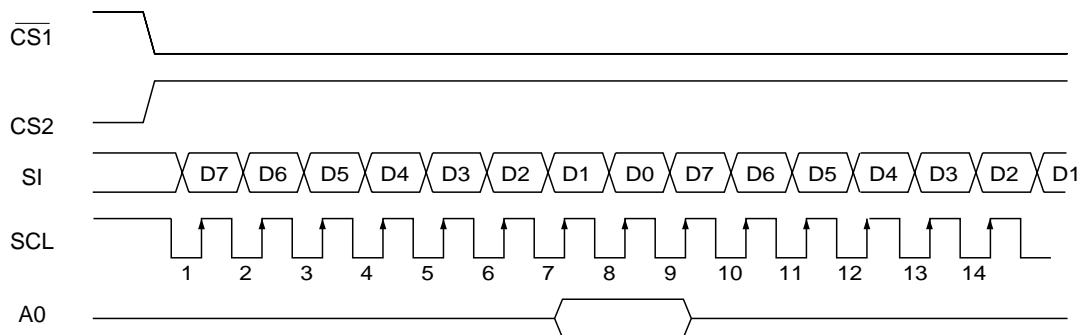 CS1
CS2
SI D7 D6 D5 D4 D3 D2 D1 D0 D7 D6 D5 D4 D3 D2 D1
SCL
1 2 3 4 5 6 7 8 9 10 11 12 13 14
A0